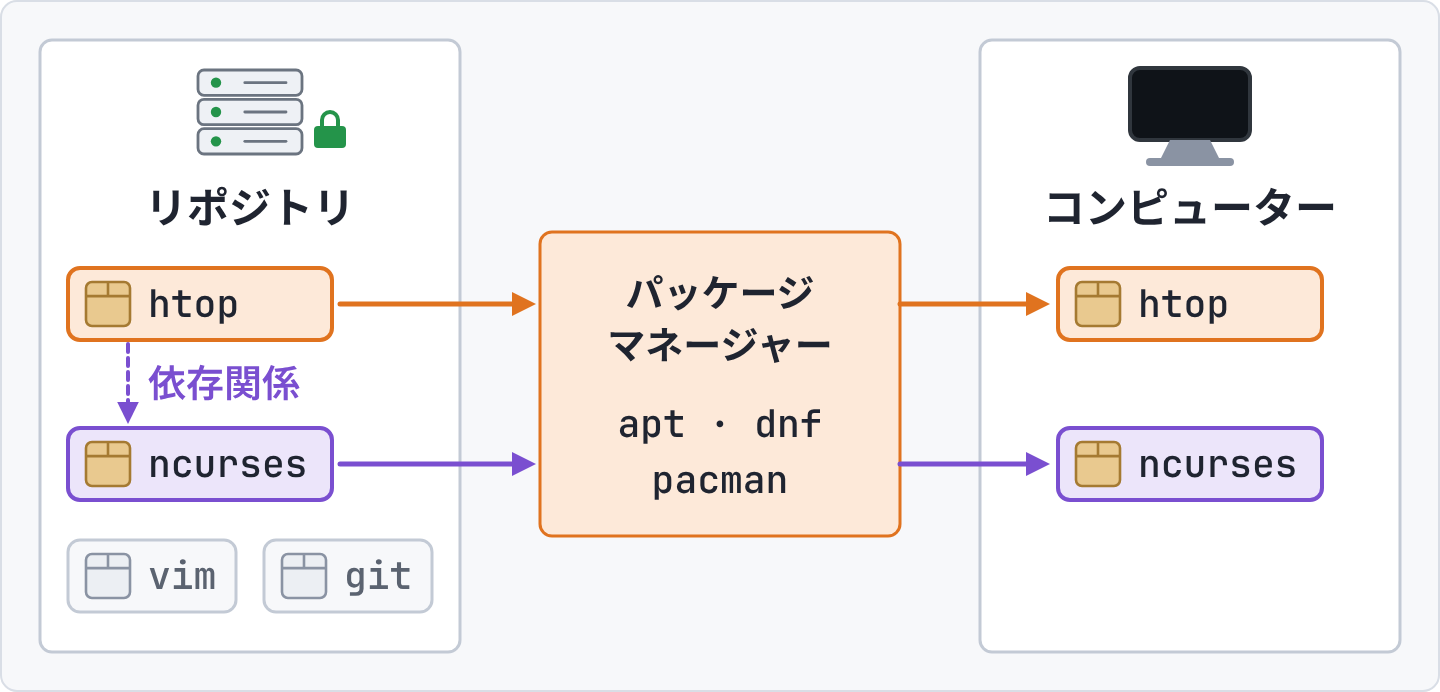 リポジトリ
htop
依存関係
ncurses
vim
git
パッケージ
マネージャー
apt · dnf
pacman
コンピューター
htop
ncurses